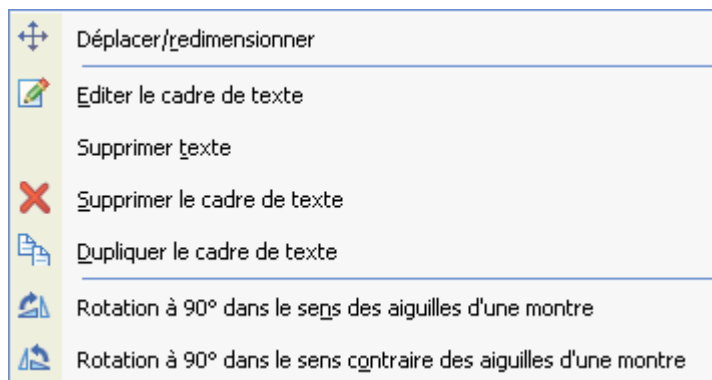 Déplacer/redimensionner
Editer le cadre de texte
Supprimer texte
Supprimer le cadre de texte
Dupliquer le cadre de texte
Rotation à 90° dans le sens des aiguilles d'une montre
Rotation à 90° dans le sens contraire des aiguilles d'une montre